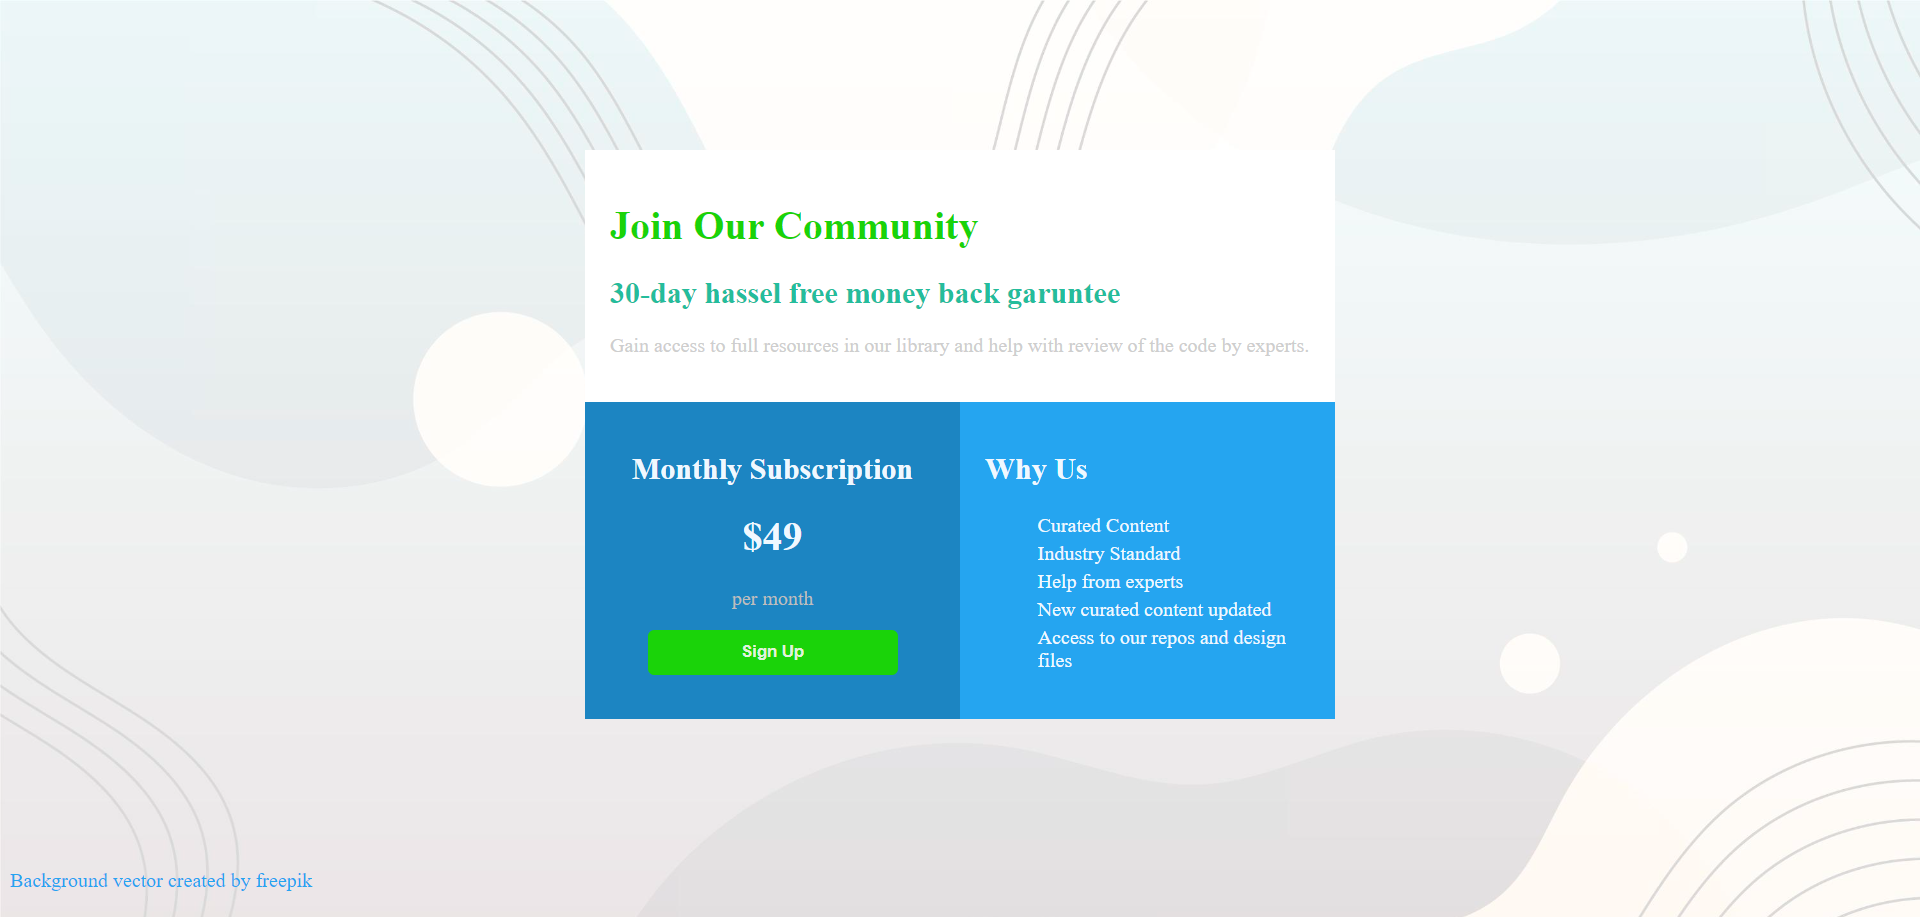 Join Our Community
30-day hassel free money back garuntee
Gain access to full resources in our library and help with review of the code by experts.
Monthly Subscription
$49
per month
Sign Up
Why Us
Curated Content
Industry Standard
Help from experts
New curated content updated
Access to our repos and design
files
Background vector created by freepik